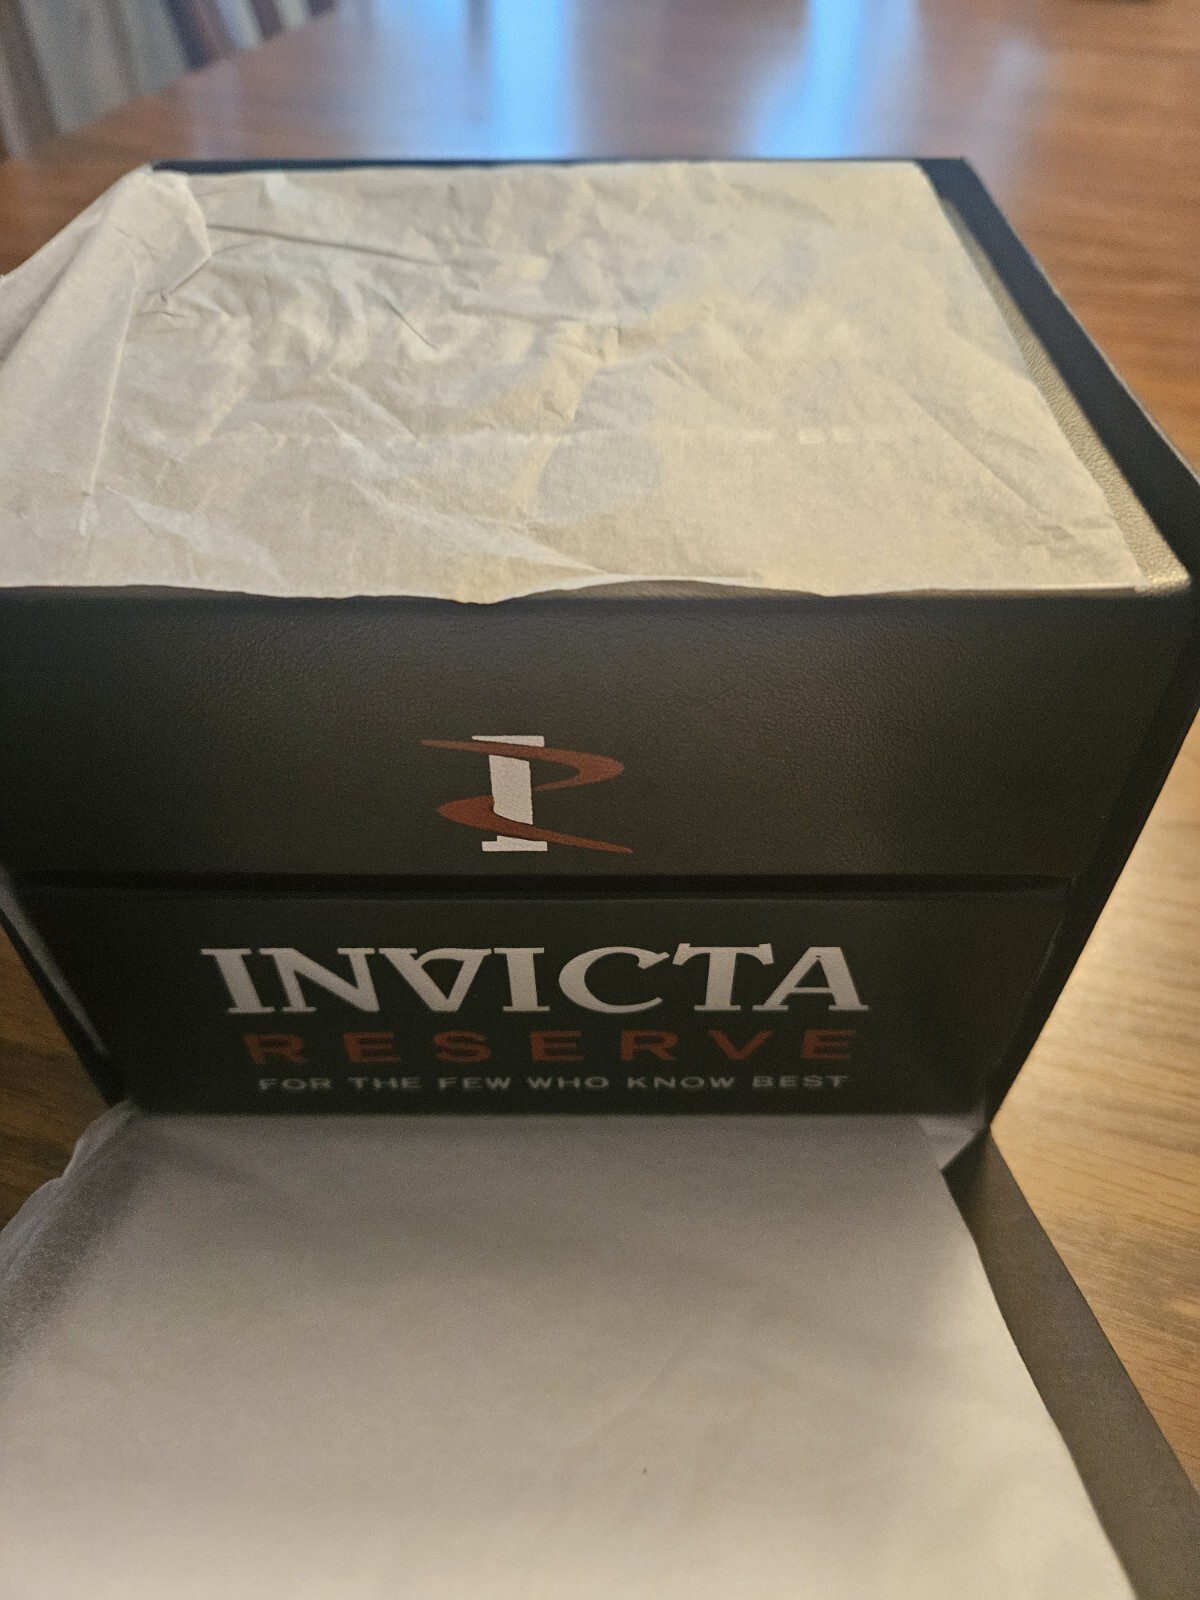 INVICTA
RESERVE
FOR THE FEW WHO KNOW BEST